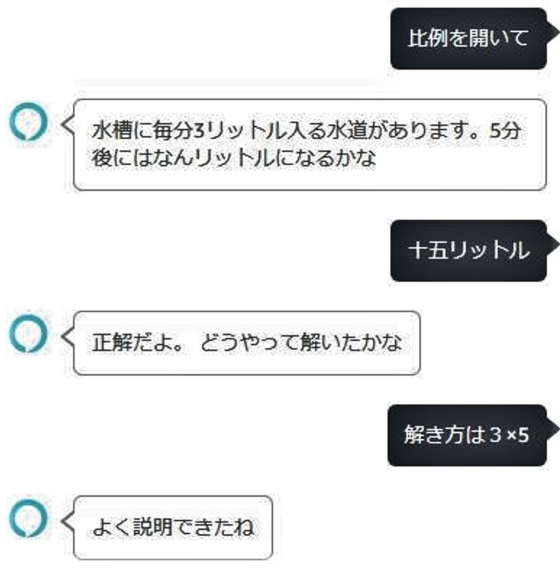 比例を開いて
水槽に毎分3リットル入る水道があります。5分
後にはなんリットルになるかな
十五リットル
正解だよ。 どうやって解いたかな
解き方は３×5
よく説明できたね